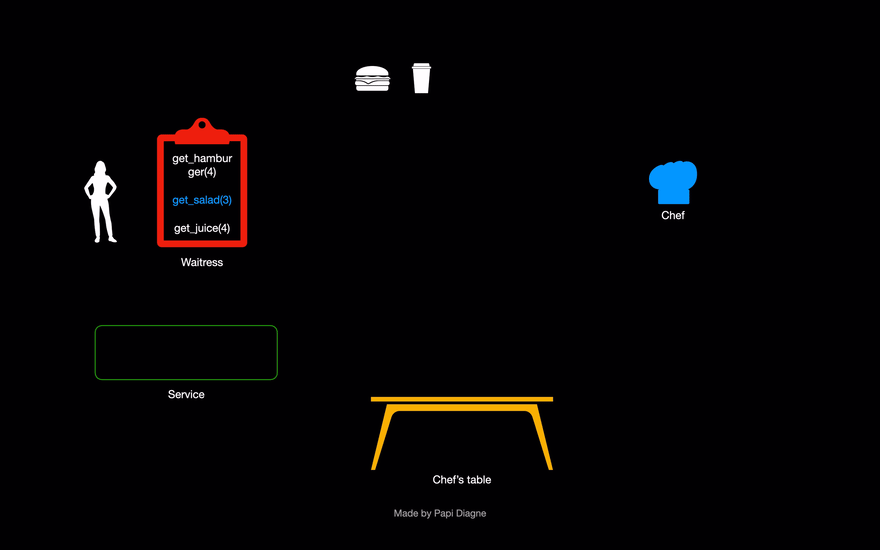 get_hambur
ger(4)
get_salad(3)
get_juice(4)
Waitress
Chef
Service
Chef's table
Made by Papi Diagne